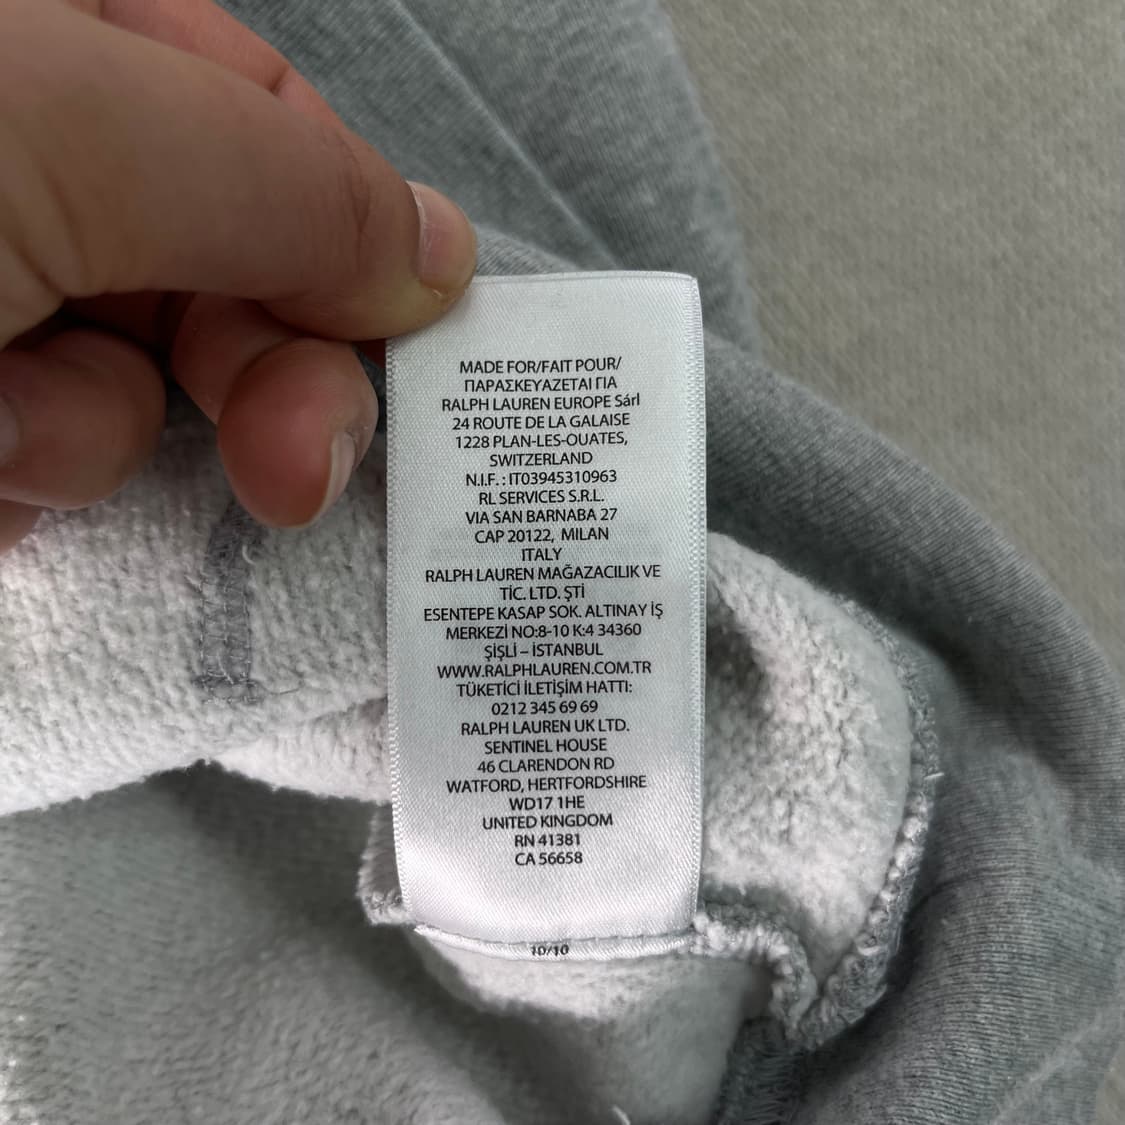 MADE FOR/FAIT POUR/
ΠΑΡΑΣΚΕΥΑΖΕΤΑΙ ΓΙΑ
RALPH LAUREN EUROPE Sárl
24 ROUTE DE LA GALAISE
1228 PLAN-LES-OUATES,
SWITZERLAND
N.I.F. : IT03945310963
RL SERVICES S.R.L.
VIA SAN BARNABA 27
CAP 20122, MILAN
ITALY
RALPH LAUREN MAĞAZACILIK VE
TİC. LTD. ŞTİ
ESENTEPE KASAP SOK. ALTINAY İŞ
MERKEZİ NO:8-10 K:4 34360
ŞİŞLİ – İSTANBUL
WWW.RALPHLAUREN.COM.TR
TÜKETİCİ İLETİŞİM HATTI:
0212 345 69 69
RALPH LAUREN UK LTD.
SENTINEL HOUSE
46 CLARENDON RD
WATFORD, HERTFORDSHIRE
WD17 1HE
UNITED KINGDOM
RN 41381
CA 56658
10/10